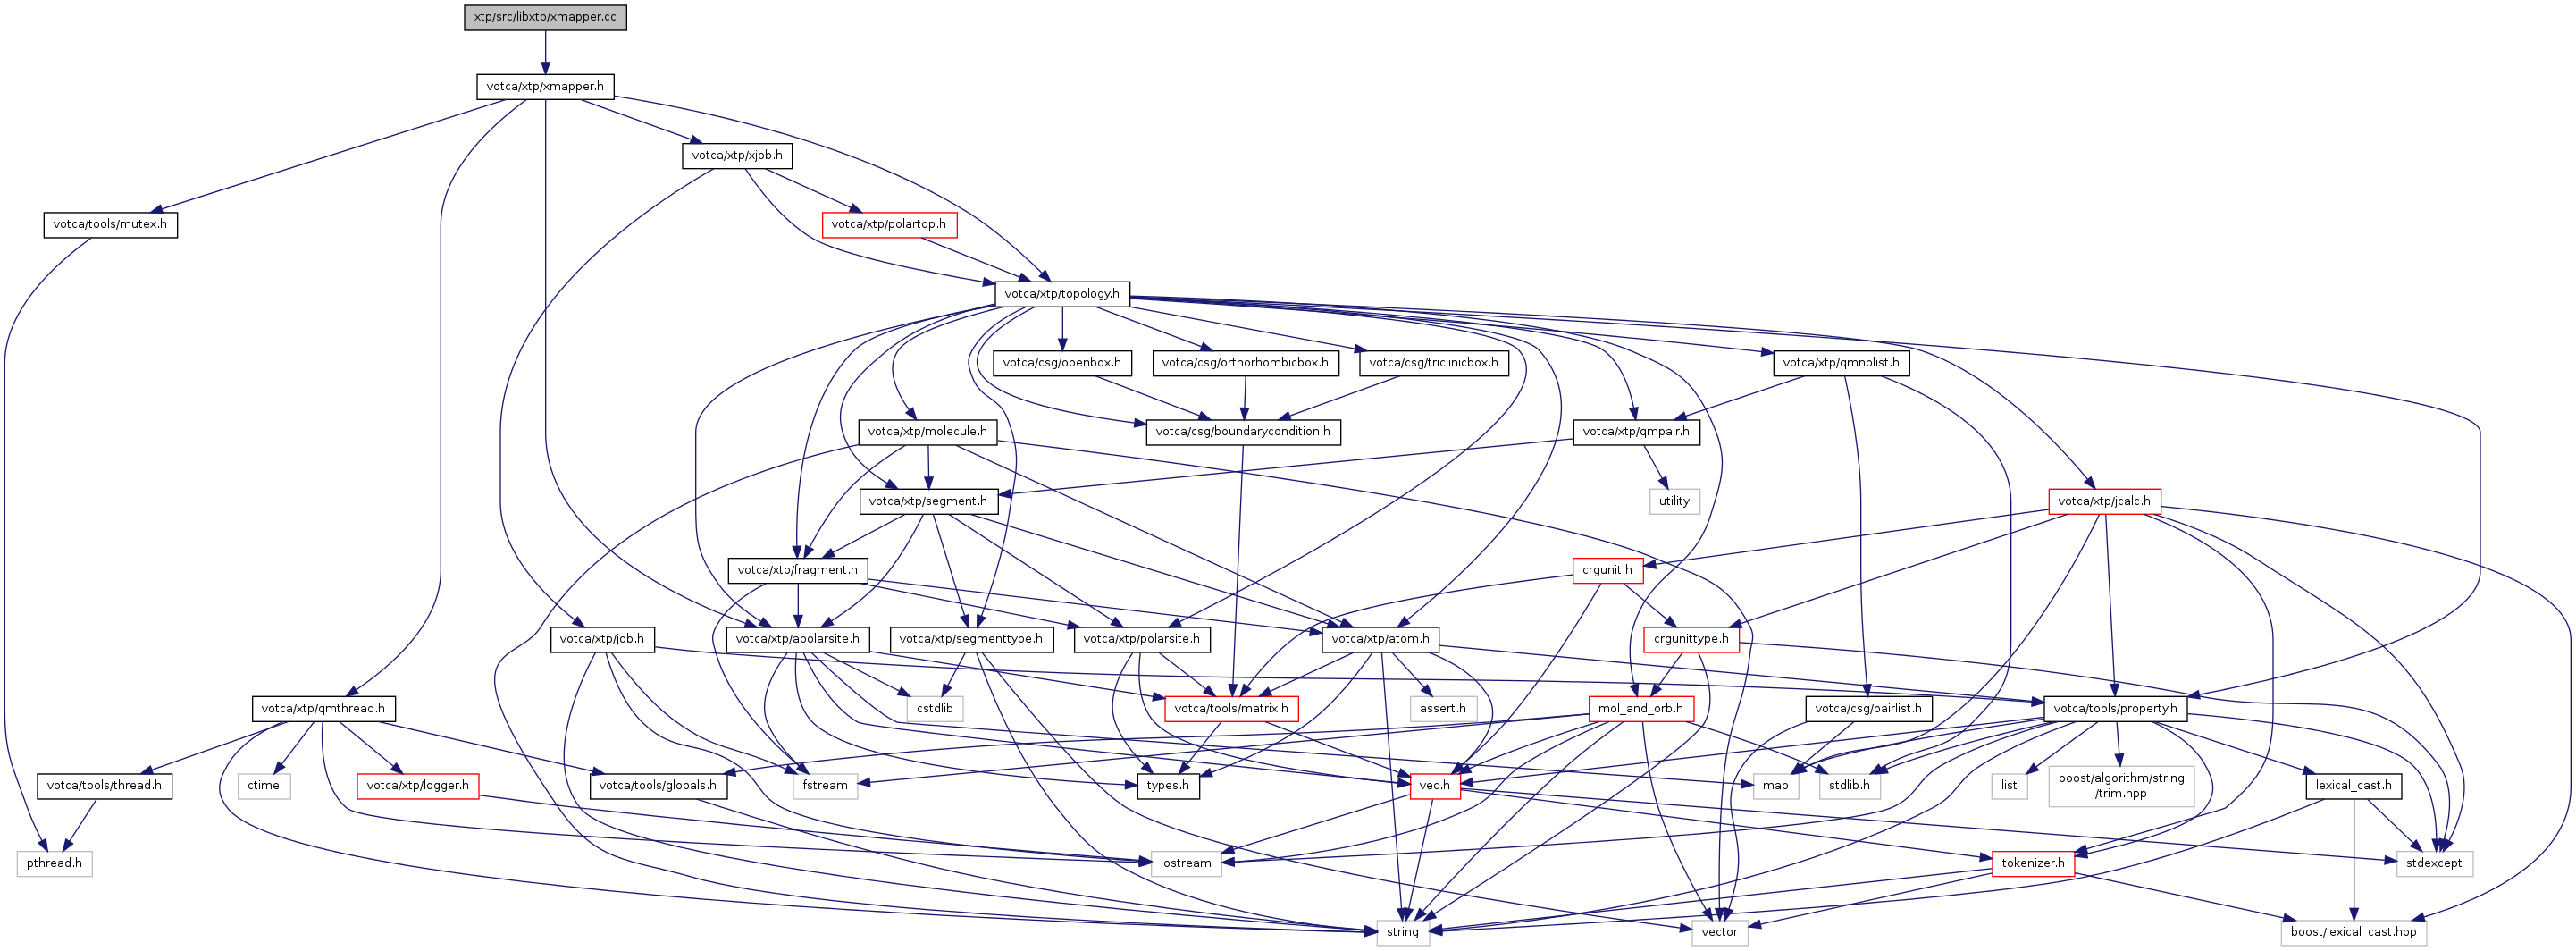 xtp/src/libxtp/xmapper.cc
votca/xtp/xmapper.h
votca/xtp/xjob.h
votca/tools/mutex.h
votca/xtp/polartop.h
votca/xtp/topology.h
votca/csg/openbox.h
votca/csg/orthorhombicbox.h
votca/csg/triclinicbox.h
votca/xtp/qmnblist.h
votca/xtp/molecule.h
votca/csg/boundarycondition.h
votca/xtp/qmpair.h
votca/xtp/segment.h
utility
votca/xtp/jcalc.h
votca/xtp/fragment.h
crgunit.h
votca/xtp/job.h
votca/xtp/apolarsite.h
votca/xtp/segmenttype.h
votca/xtp/polarsite.h
votca/xtp/atom.h
crgunittype.h
votca/xtp/qmthread.h
cstdlib
votca/tools/matrix.h
assert.h
mol_and_orb.h
votca/csg/pairlist.h
votca/tools/property.h
votca/tools/thread.h
ctime
votca/xtp/logger.h
votca/tools/globals.h
fstream
types.h
vec.h
map
stdlib.h
list
boost/algorithm/string
/trim.hpp
lexical_cast.h
pthread.h
iostream
tokenizer.h
stdexcept
string
vector
boost/lexical_cast.hpp